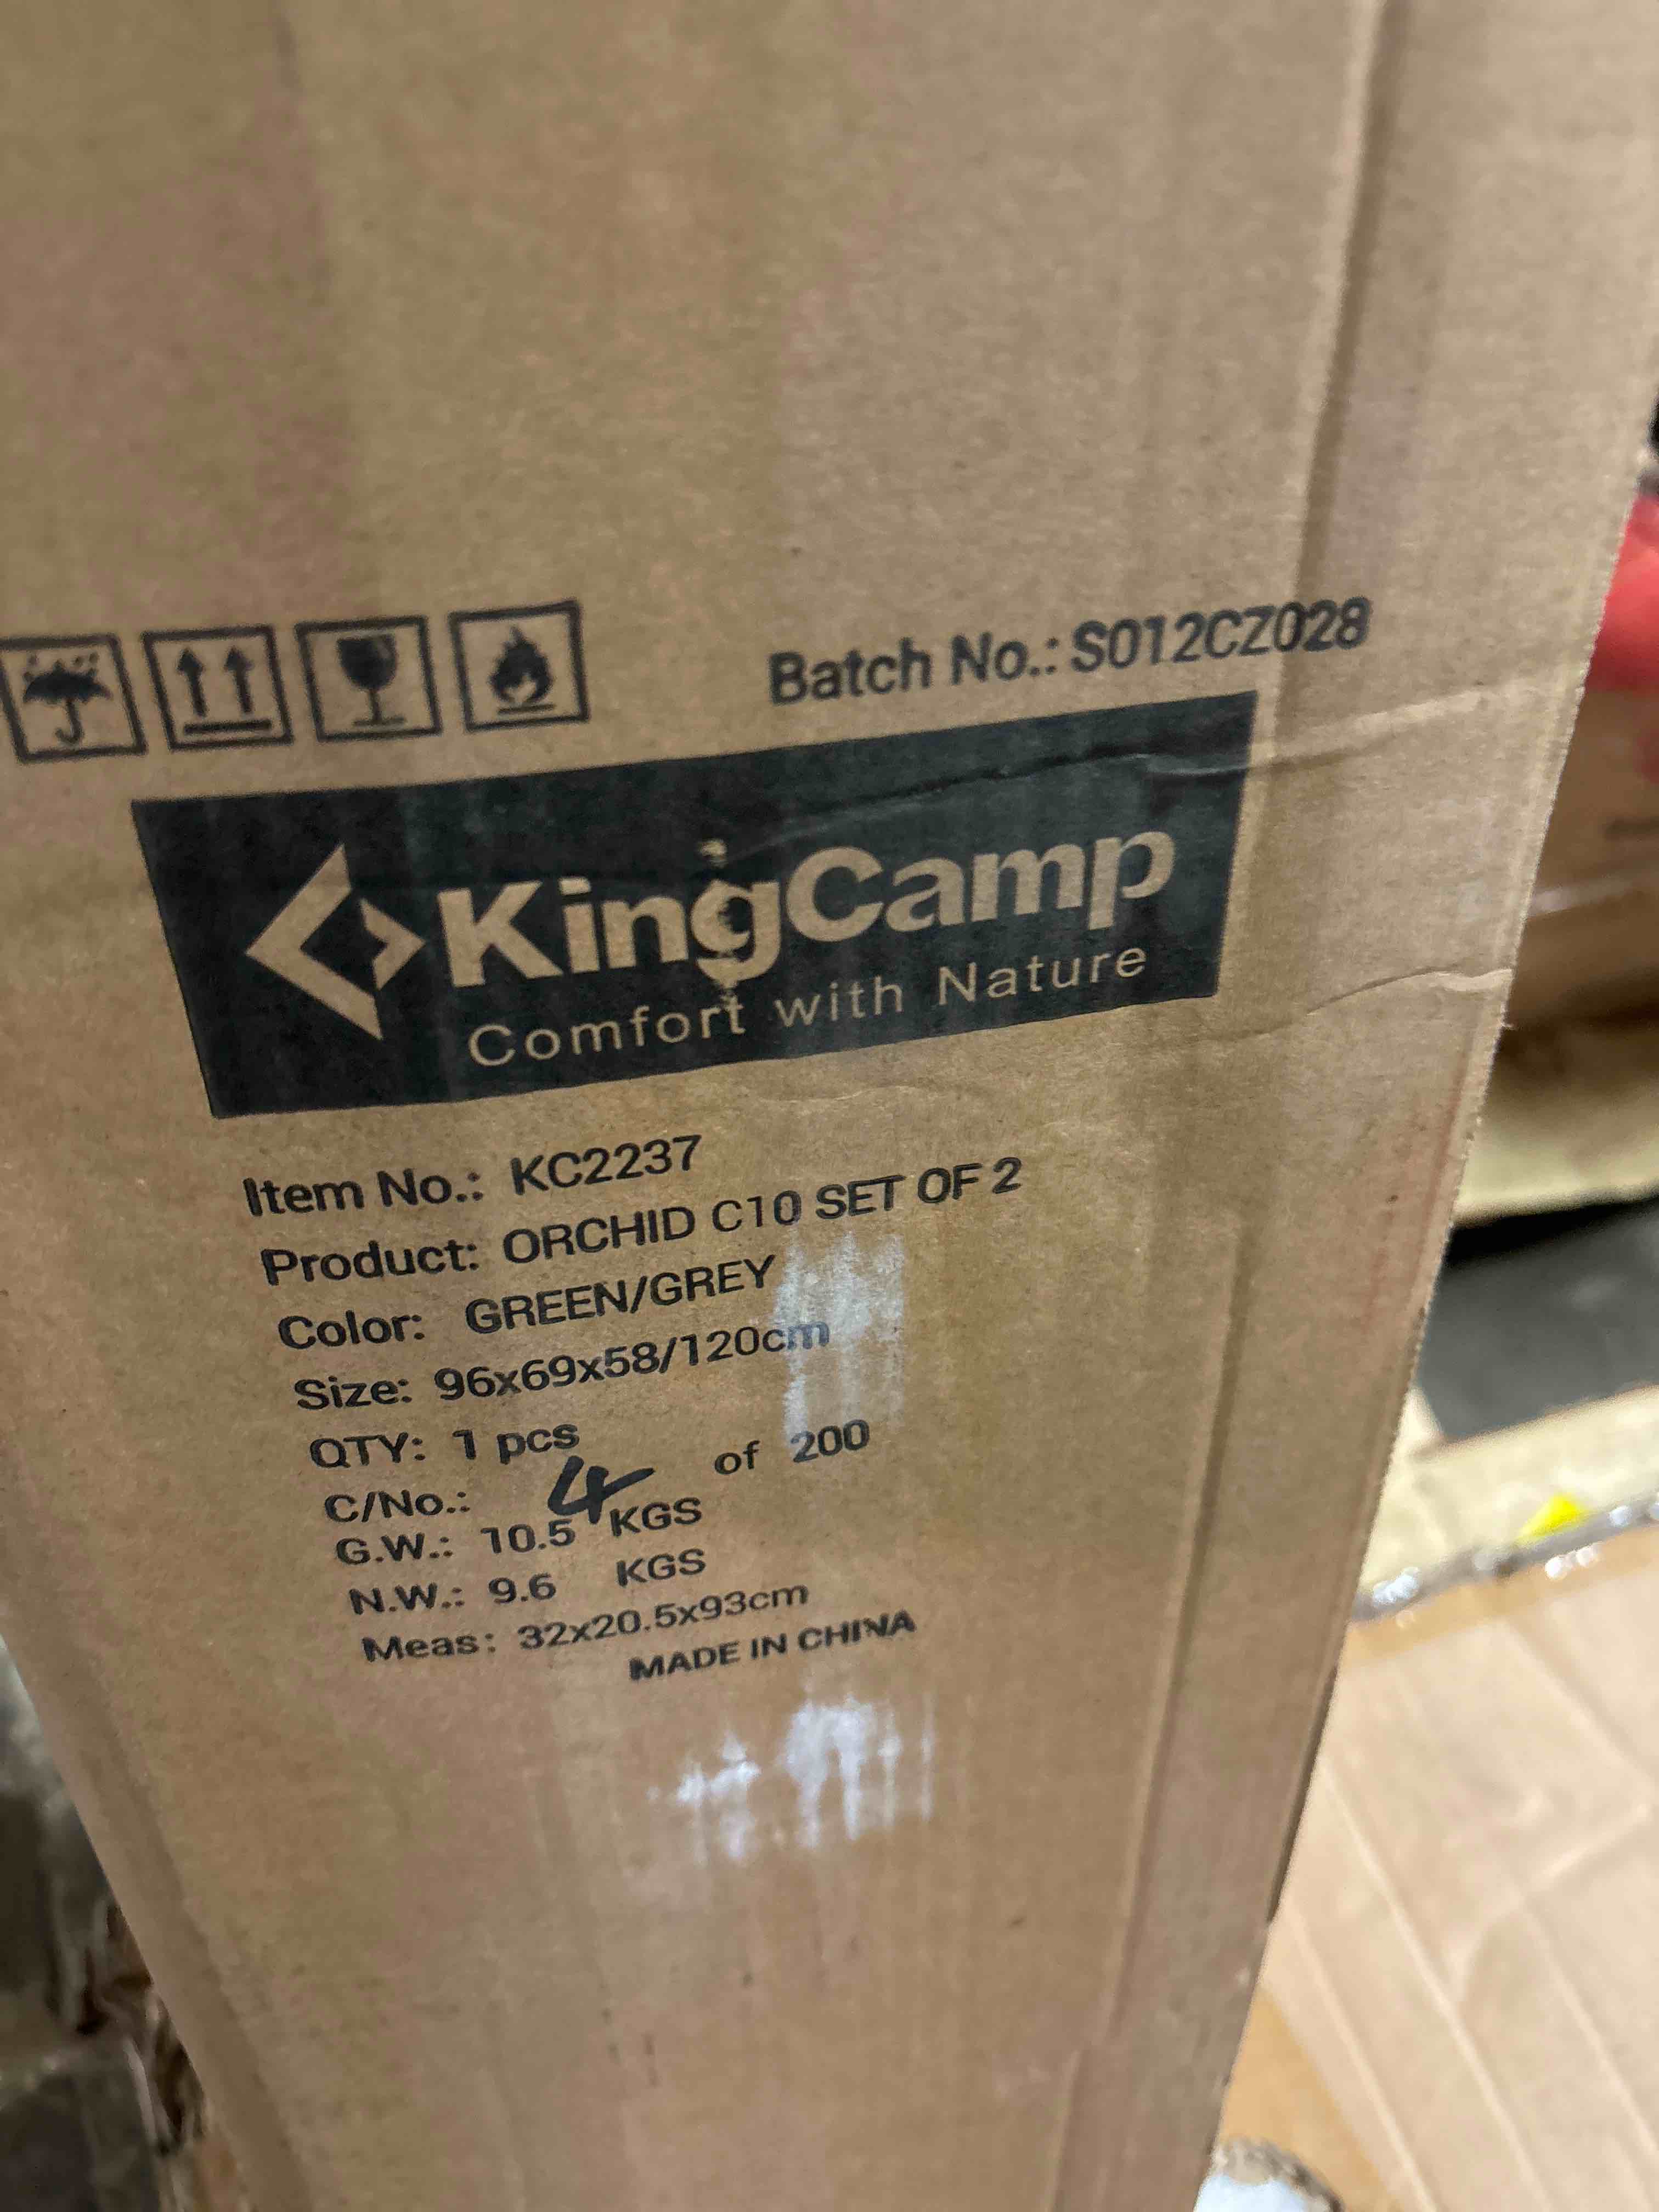 Batch No.: S012CZ028
KingCamp
Comfort with Nature
Item No.: KC2237
Product: ORCHID C10 SET OF 2
Color: GREEN/GREY
Size: 96x69x58/120cm
QTY: 1 pcs
C/No.: 4 of 200
G.W.: 10.5 KGS
N.W.: 9.6 KGS
Meas: 32x20.5x93cm
MADE IN CHINA